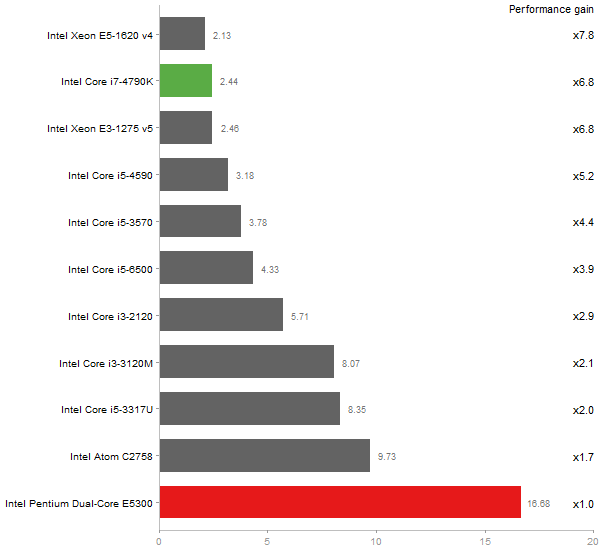 Performance gain
Intel Xeon E5-1620 v4 2.13 x7.8
Intel Core i7-4790K 2.44 x6.8
Intel Xeon E3-1275 v5 2.46 x6.8
Intel Core i5-4590 3.18 x5.2
Intel Core i5-3570 3.78 x4.4
Intel Core i5-6500 4.33 x3.9
Intel Core i3-2120 5.71 x2.9
Intel Core i3-3120M 8.07 x2.1
Intel Core i5-3317U 8.35 x2.0
Intel Atom C2758 9.73 x1.7
Intel Pentium Dual-Core E5300 16.68 x1.0
0 5 10 15 20